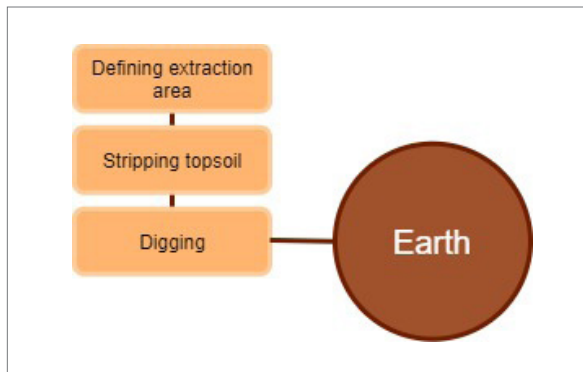 Defining extraction
area
Stripping topsoil
Digging
Earth